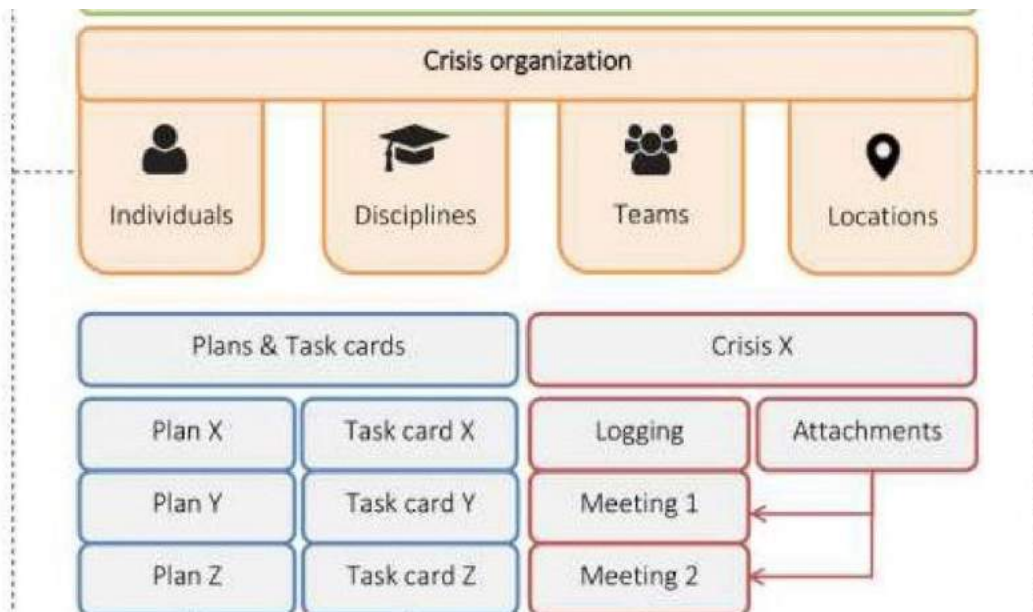 Crisis organization
Individuals
Disciplines
Teams
Locations
Plans & Task cards
Crisis X
Plan X
Task card X
Logging
Attachments
Plan Y
Task card Y
Meeting 1
Plan Z
Task card Z
Meeting 2